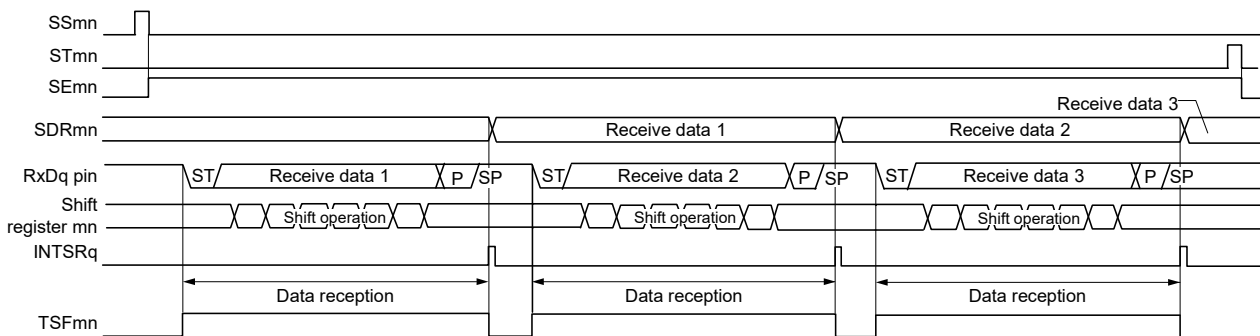 SSmn
STmn
SEmn
Receive data 3
SDRmn Receive data 1 Receive data 2
RxDq pin ST Receive data 1 P SP ST Receive data 2 P SP ST Receive data 3 P SP
Shift
register mn Shift operation Shift operation Shift operation
INTSRq
Data reception Data reception Data reception
TSFmn